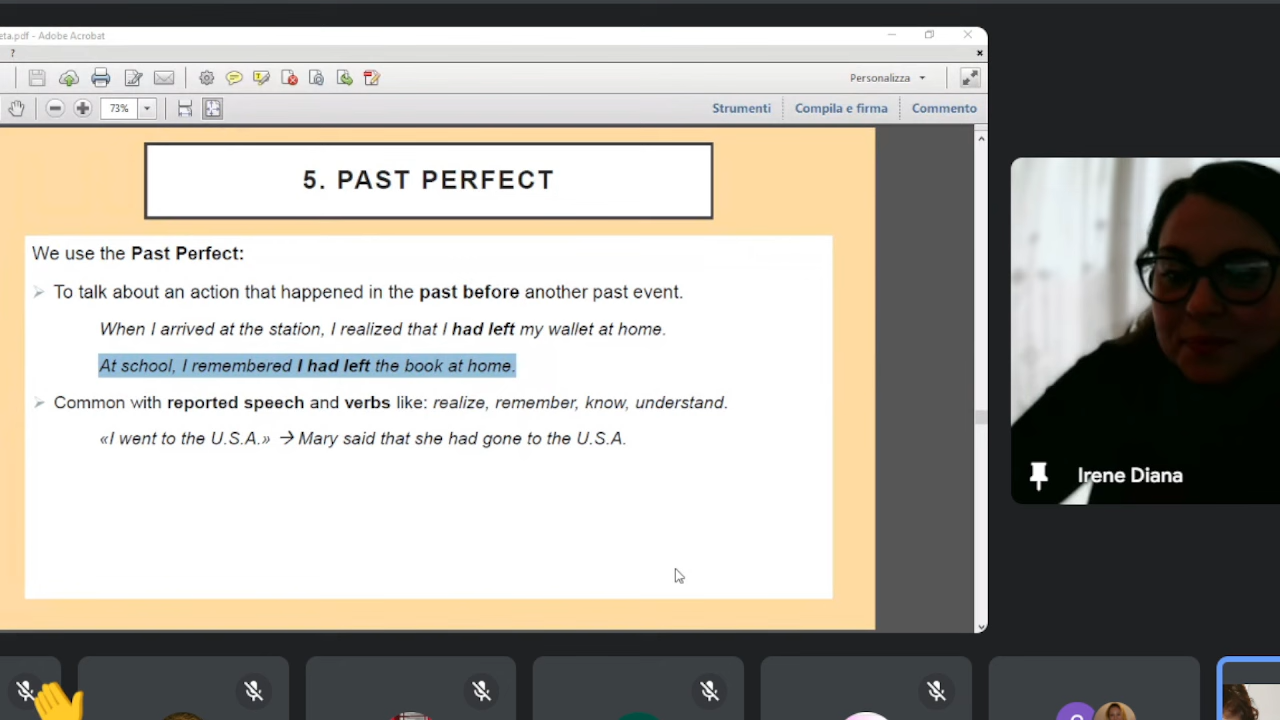 eta.pdf - Adobe Acrobat
?
Personalizza
73%
Strumenti
Compila e firma
Commento
5. PAST PERFECT
We use the Past Perfect:
To talk about an action that happened in the past before another past event.
When I arrived at the station, I realized that I had left my wallet at home.
At school, I remembered I had left the book at home.
Common with reported speech and verbs like: realize, remember, know, understand.
«I went to the U.S.A.» → Mary said that she had gone to the U.S.A.
Irene Diana